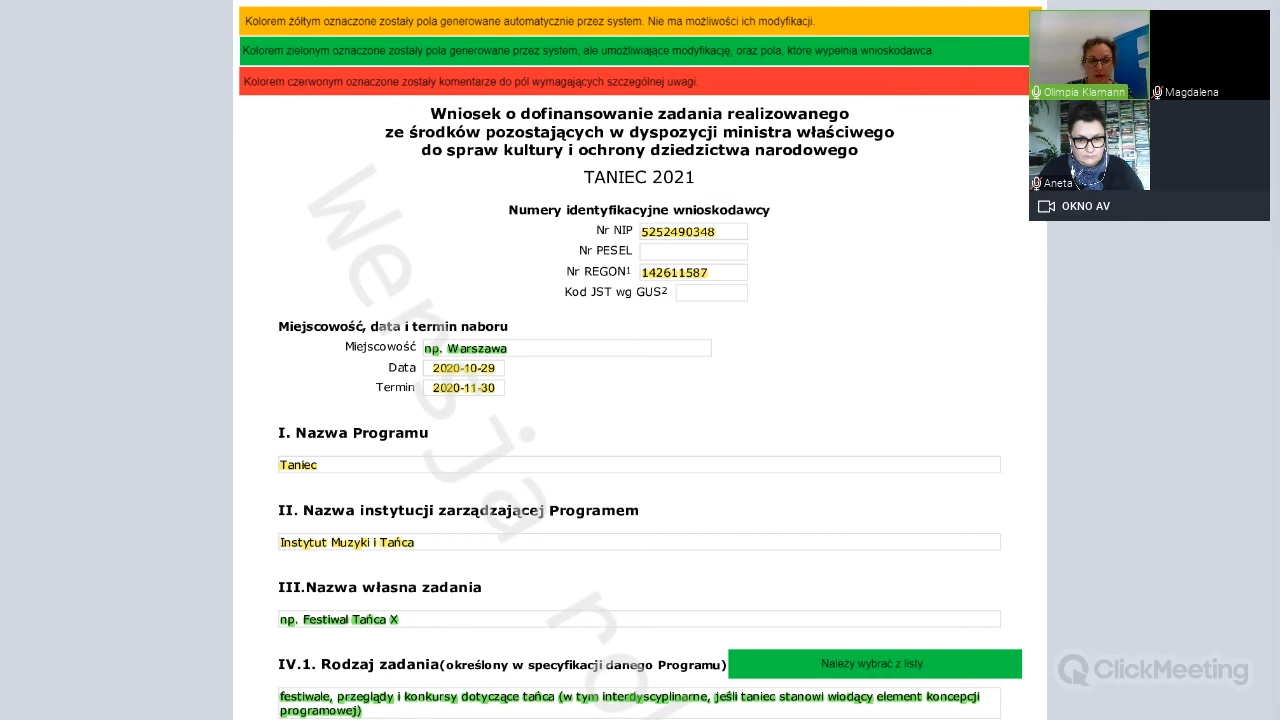 Kolorem żółtym oznaczone zostały pola generowane automatycznie przez system. Nie ma możliwości ich modyfikacji.
Kolorem zielonym oznaczone zostały pola generowane przez system, ale umożliwiające modyfikację, oraz pola, które wypełnia wnioskodawca.
Kolorem czerwonym oznaczone zostały komentarze do pól wymagających szczególnej uwagi.
Olimpia Klamann
Magdalena
Aneta
OKNO AV
Wniosek o dofinansowanie zadania realizowanego
ze środków pozostających w dyspozycji ministra właściwego
do spraw kultury i ochrony dziedzictwa narodowego
TANIEC 2021
Numery identyfikacyjne wnioskodawcy
Nr NIP 5252490348
Nr PESEL
Nr REGON1 142611587
Kod JST wg GUS2
Miejscowość, data i termin naboru
Miejscowość np. Warszawa
Data 2020-10-29
Termin 2020-11-30
I. Nazwa Programu
Taniec
II. Nazwa instytucji zarządzającej Programem
Instytut Muzyki i Tańca
III.Nazwa własna zadania
np. Festiwal Tańca X
IV.1. Rodzaj zadania(określony w specyfikacji danego Programu) Należy wybrać z listy
festiwale, przeglądy i konkursy dotyczące tańca (w tym interdyscyplinarne, jeśli taniec stanowi wiodący element koncepcji
programowej)
Wersja ro
ClickMeeting